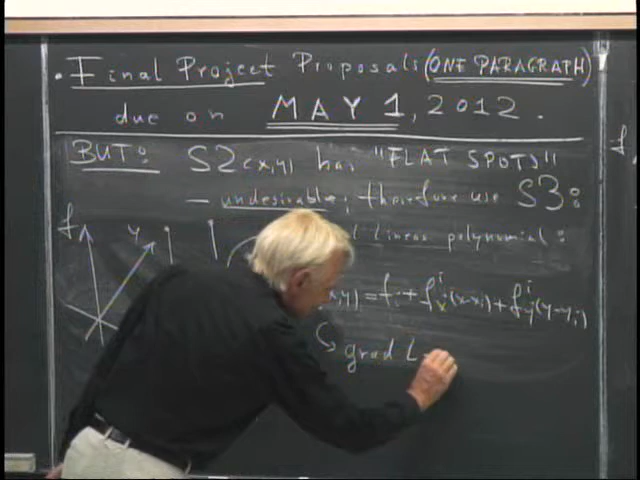 • Final Project Proposals (ONE PARAGRAPH)
due on MAY 1, 2012.
BUT: S2(x,y) has "FLAT SPOTS"
– undesirable; therefore use S3:
f y linear polynomial:
x,y) = f_i + f_x^i (x-x_i) + f_y^i (y-y_i)
↳ grad L
f